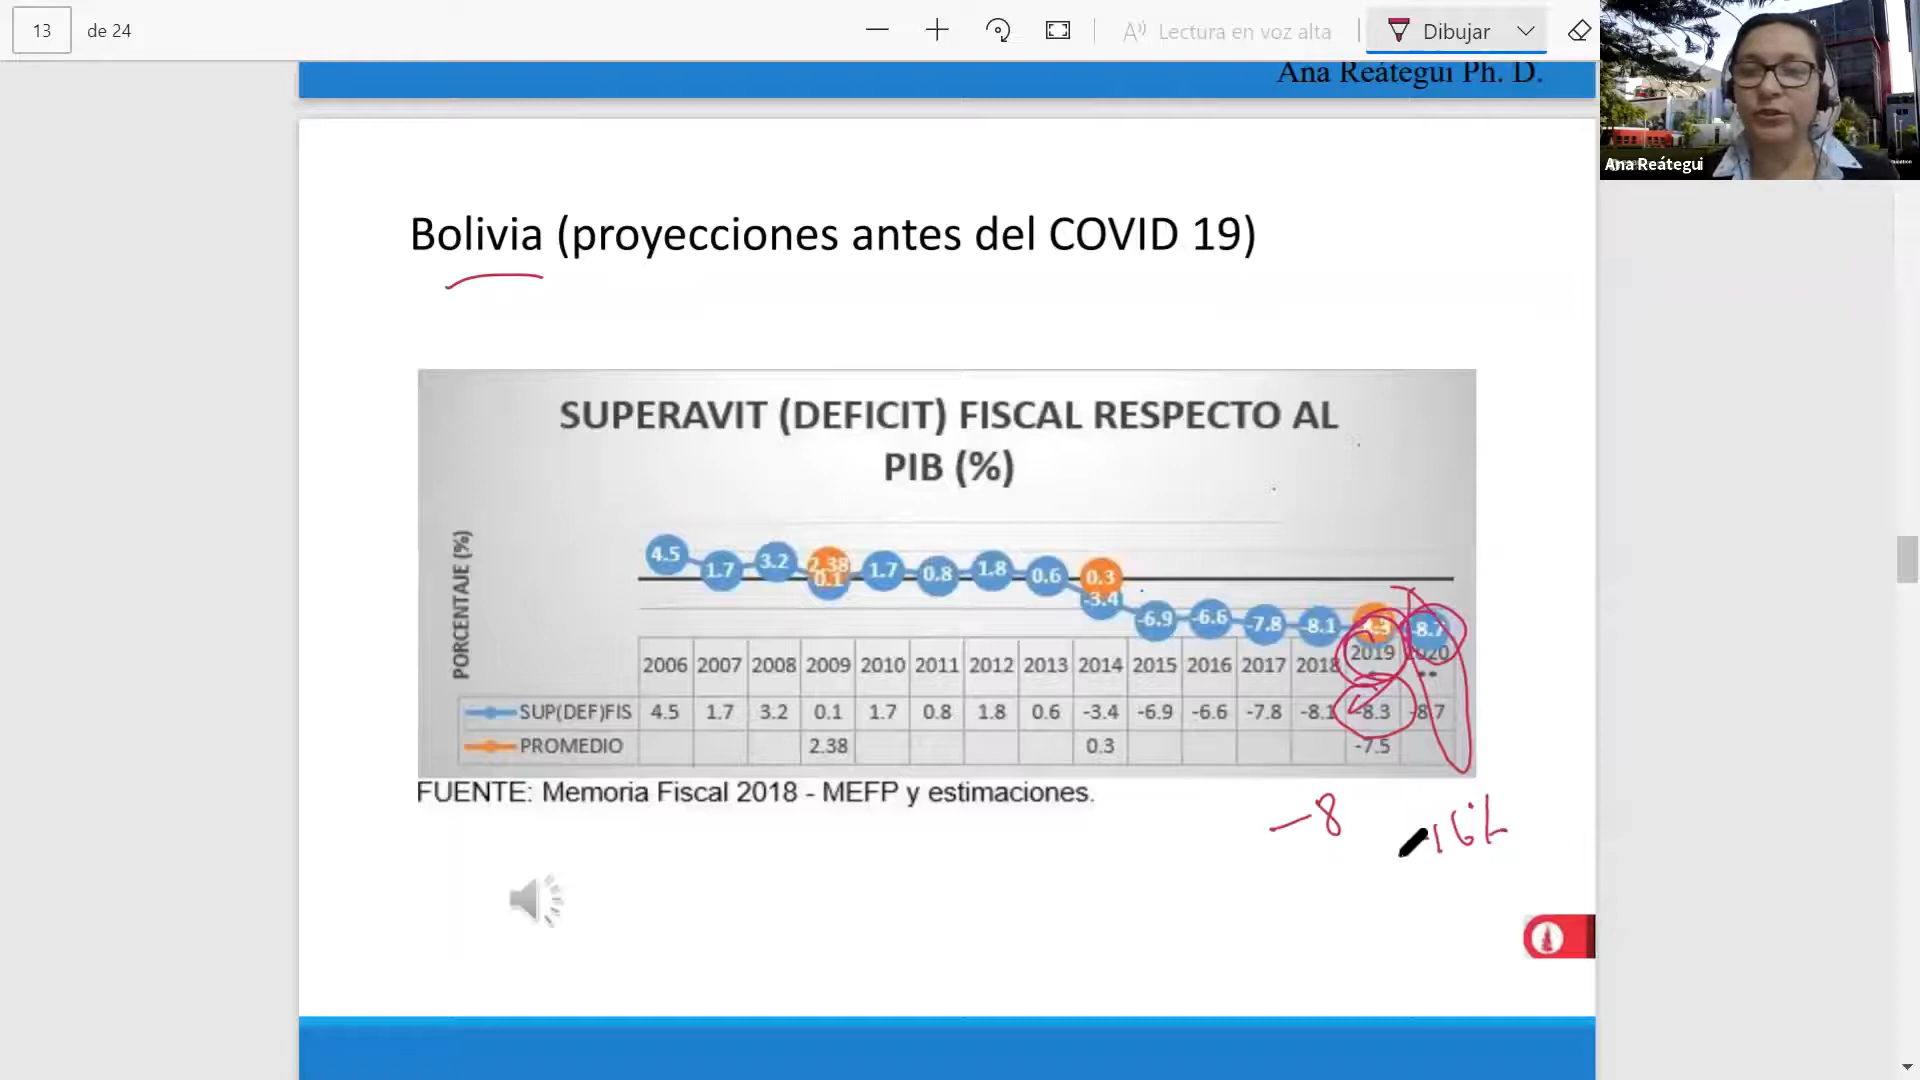 13 de 24
Lectura en voz alta
Dibujar
Ana Reátegui Ph. D.
Ana Reátegui
Bolivia (proyecciones antes del COVID 19)
SUPERAVIT (DEFICIT) FISCAL RESPECTO AL
PIB (%)
PORCENTAJE (%)
4.5 1.7 3.2 2.38 0.1 1.7 0.8 1.8 0.6 0.3 -3.4 -6.9 -6.6 -7.8 -8.1 -8.7
2006 2007 2008 2009 2010 2011 2012 2013 2014 2015 2016 2017 2018 2019 2020
**
SUP(DEF)FIS 4.5 1.7 3.2 0.1 1.7 0.8 1.8 0.6 -3.4 -6.9 -6.6 -7.8 -8.1 -8.3 -8.7
PROMEDIO 2.38 0.3 -7.5
FUENTE: Memoria Fiscal 2018 - MEFP y estimaciones.
-8 16%